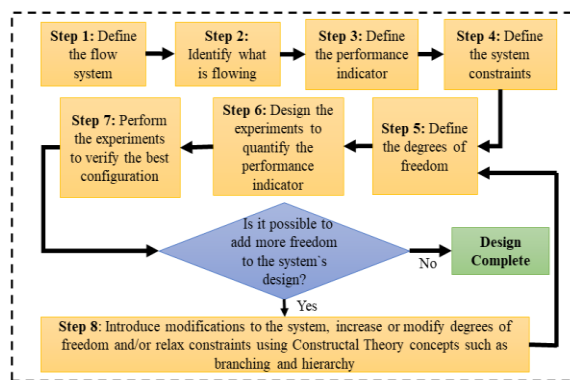 Step 1: Define
the flow
system
Step 2:
Identify what
is flowing
Step 3: Define
the performance
indicator
Step 4: Define
the system
constraints
Step 5: Define
the degrees of
freedom
Step 6: Design
the experiments
to quantify the
performance
indicator
Step 7: Perform
the experiments
to verify the best
configuration
Is it possible to
add more freedom
to the system`s
design?
No
Design
Complete
Yes
Step 8: Introduce modifications to the system, increase or modify degrees of
freedom and/or relax constraints using Constructal Theory concepts such as
branching and hierarchy